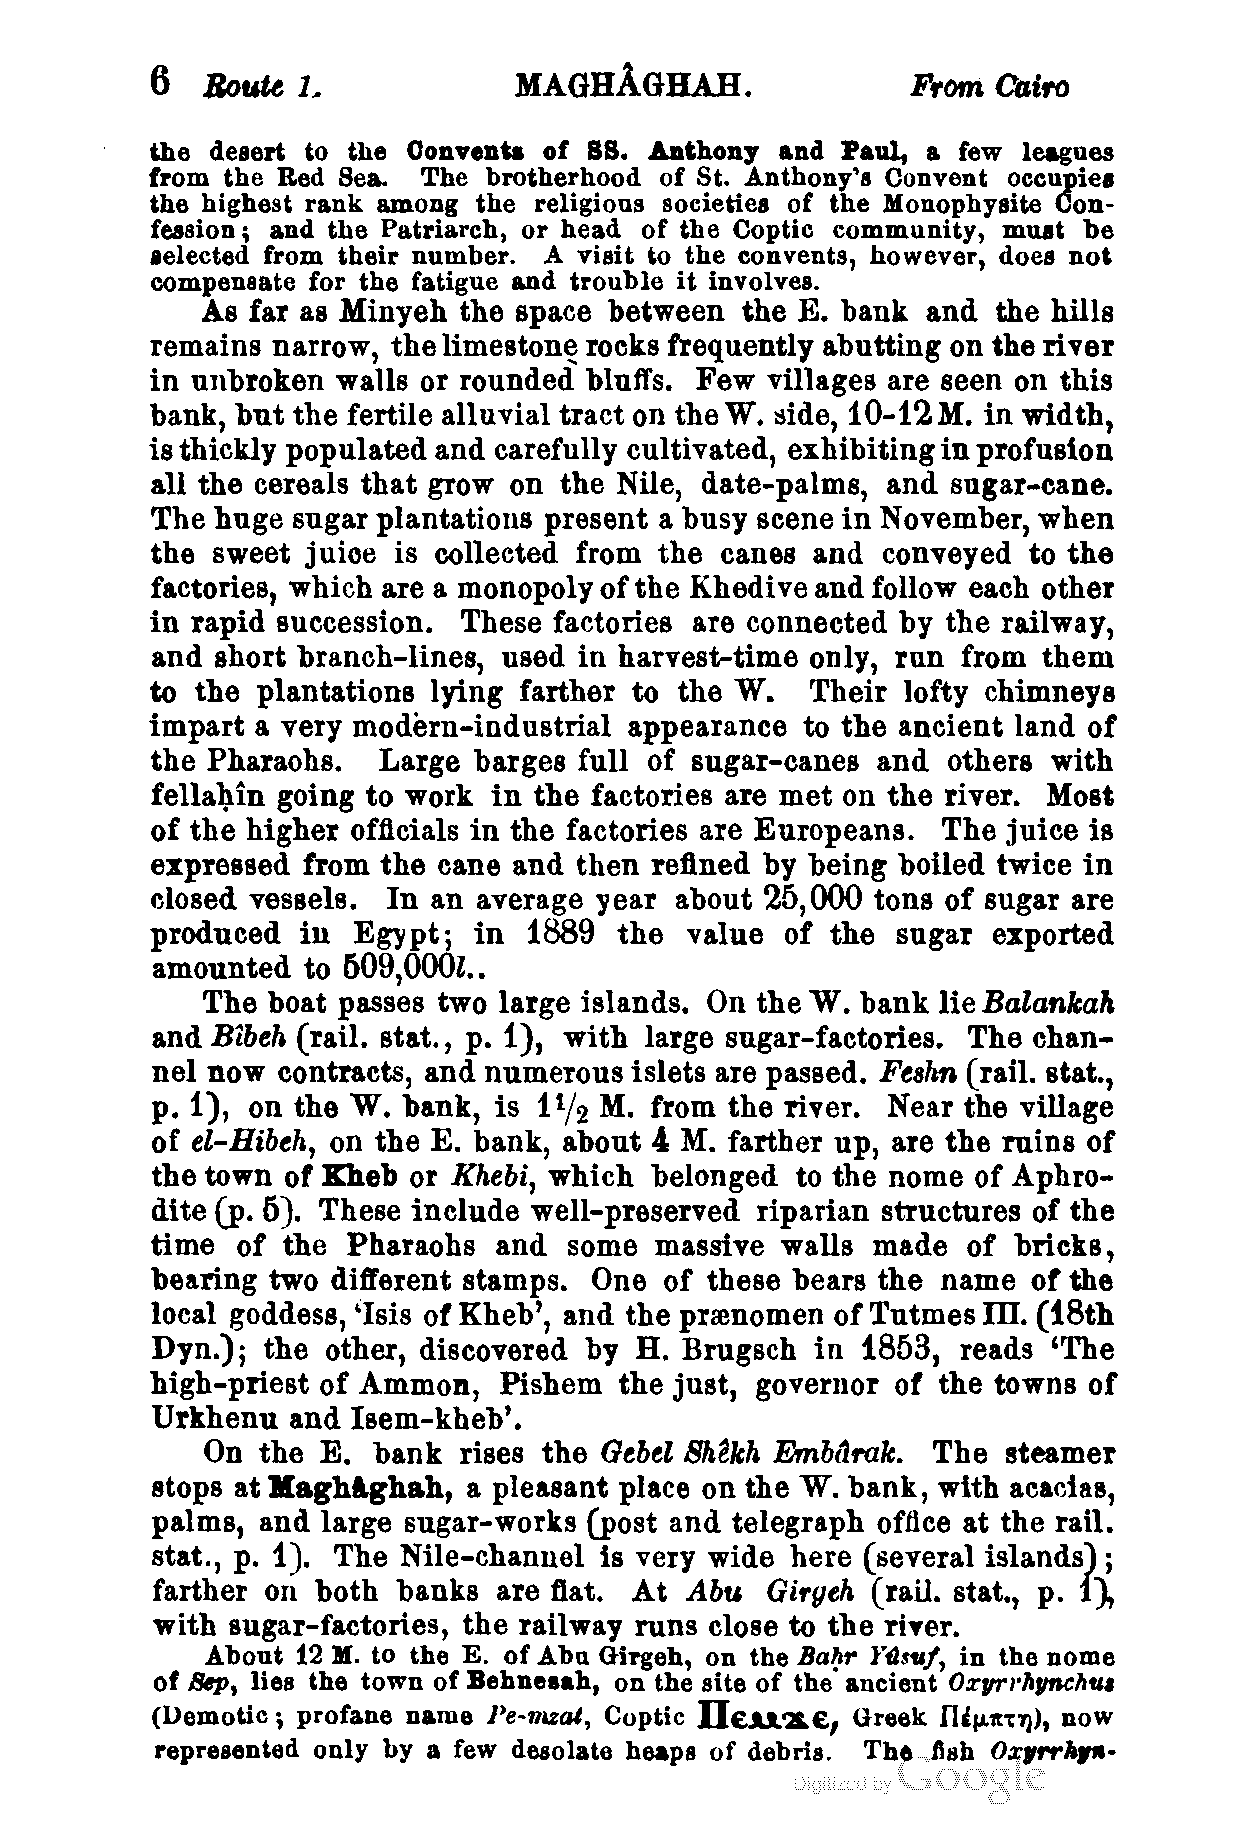 6 Route 1. MAGHÂGHAH. From Cairo
the desert to the Convents of SS. Anthony and Paul, a few leagues
from the Red Sea. The brotherhood of St. Anthony's Convent occupies
the highest rank among the religious societies of the Monophysite Con-
fession; and the Patriarch, or head of the Coptic community, must be
selected from their number. A visit to the convents, however, does not
compensate for the fatigue and trouble it involves.
As far as Minyeh the space between the E. bank and the hills
remains narrow, the limestone rocks frequently abutting on the river
in unbroken walls or rounded bluffs. Few villages are seen on this
bank, but the fertile alluvial tract on the W. side, 10-12 M. in width,
is thickly populated and carefully cultivated, exhibiting in profusion
all the cereals that grow on the Nile, date-palms, and sugar-cane.
The huge sugar plantations present a busy scene in November, when
the sweet juice is collected from the canes and conveyed to the
factories, which are a monopoly of the Khedive and follow each other
in rapid succession. These factories are connected by the railway,
and short branch-lines, used in harvest-time only, run from them
to the plantations lying farther to the W. Their lofty chimneys
impart a very modern-industrial appearance to the ancient land of
the Pharaohs. Large barges full of sugar-canes and others with
fellaḥîn going to work in the factories are met on the river. Most
of the higher officials in the factories are Europeans. The juice is
expressed from the cane and then refined by being boiled twice in
closed vessels. In an average year about 25,000 tons of sugar are
produced in Egypt; in 1889 the value of the sugar exported
amounted to 509,000l..
The boat passes two large islands. On the W. bank lie Balankah
and Bîbeh (rail. stat., p. 1), with large sugar-factories. The chan-
nel now contracts, and numerous islets are passed. Feshn (rail. stat.,
p. 1), on the W. bank, is 1 1/2 M. from the river. Near the village
of el-Hîbeh, on the E. bank, about 4 M. farther up, are the ruins of
the town of Kheb or Khebi, which belonged to the nome of Aphro-
dite (p. 5). These include well-preserved riparian structures of the
time of the Pharaohs and some massive walls made of bricks,
bearing two different stamps. One of these bears the name of the
local goddess, 'Isis of Kheb', and the prænomen of Tutmes III. (18th
Dyn.); the other, discovered by H. Brugsch in 1853, reads 'The
high-priest of Ammon, Pishem the just, governor of the towns of
Urkhenu and Isem-kheb'.
On the E. bank rises the Gebel Shêkh Embârak. The steamer
stops at Maghâghah, a pleasant place on the W. bank, with acacias,
palms, and large sugar-works (post and telegraph office at the rail.
stat., p. 1). The Nile-channel is very wide here (several islands);
farther on both banks are flat. At Abu Girgeh (rail. stat., p. 1),
with sugar-factories, the railway runs close to the river.
About 12 M. to the E. of Abu Girgeh, on the Baḥr Yûsuf, in the nome
of Sep, lies the town of Behnesah, on the site of the ancient Oxyrrhynchus
(Demotic; profane name Pe-mzat, Coptic Ⲡⲉⲙϫⲉ, Greek Πέμπτη), now
represented only by a few desolate heaps of debris. The fish Oxyrrhyn-
Digitized by Google